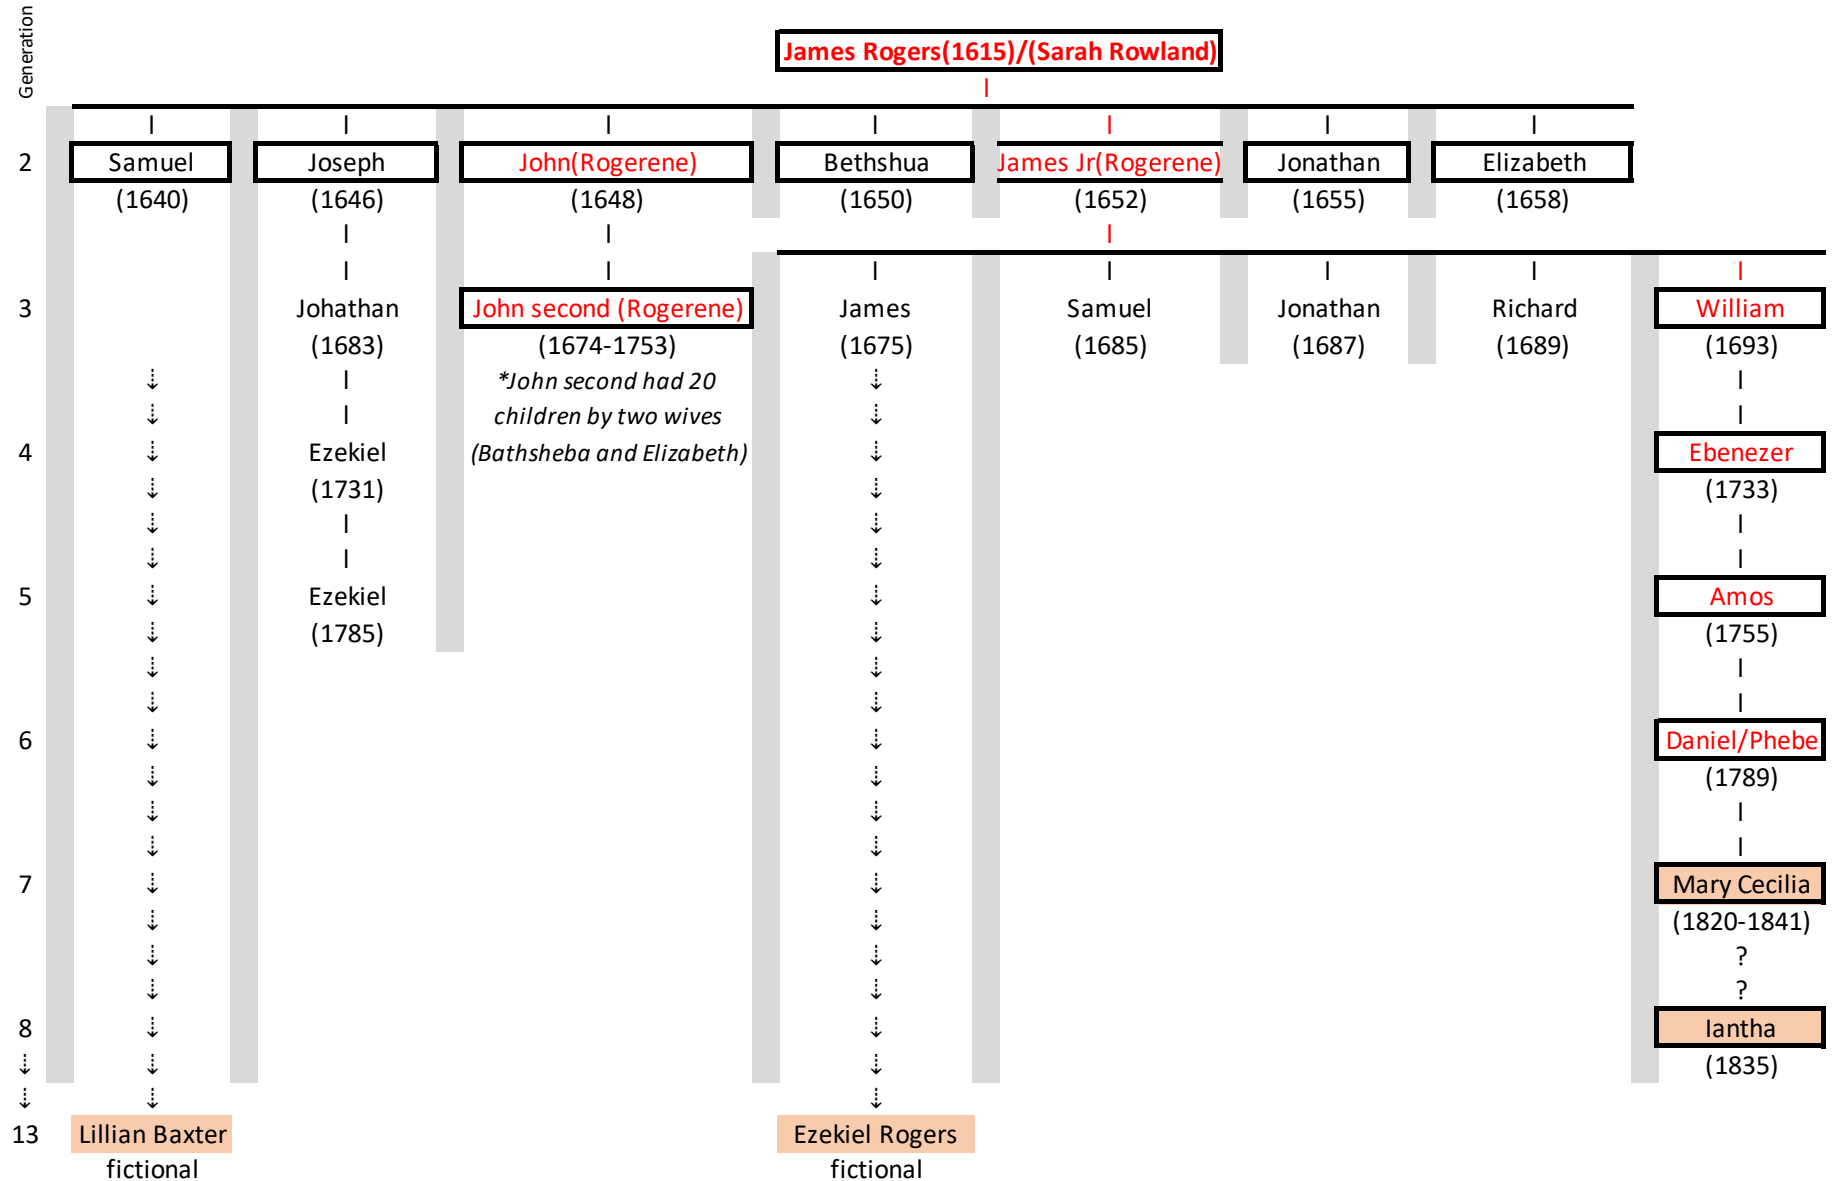 Generation
James Rogers(1615)/(Sarah Rowland)
2 Samuel Joseph John(Rogerene) Bethshua James Jr(Rogerene) Jonathan Elizabeth
(1640) (1646) (1648) (1650) (1652) (1655) (1658)
3 Johathan John second (Rogerene) James Samuel Jonathan Richard William
(1683) (1674-1753) (1675) (1685) (1687) (1689) (1693)
*John second had 20
children by two wives
4 Ezekiel (Bathsheba and Elizabeth) Ebenezer
(1731) (1733)
5 Ezekiel Amos
(1785) (1755)
6 Daniel/Phebe
(1789)
7 Mary Cecilia
(1820-1841)
?
?
8 Iantha
(1835)
13 Lillian Baxter Ezekiel Rogers
fictional fictional